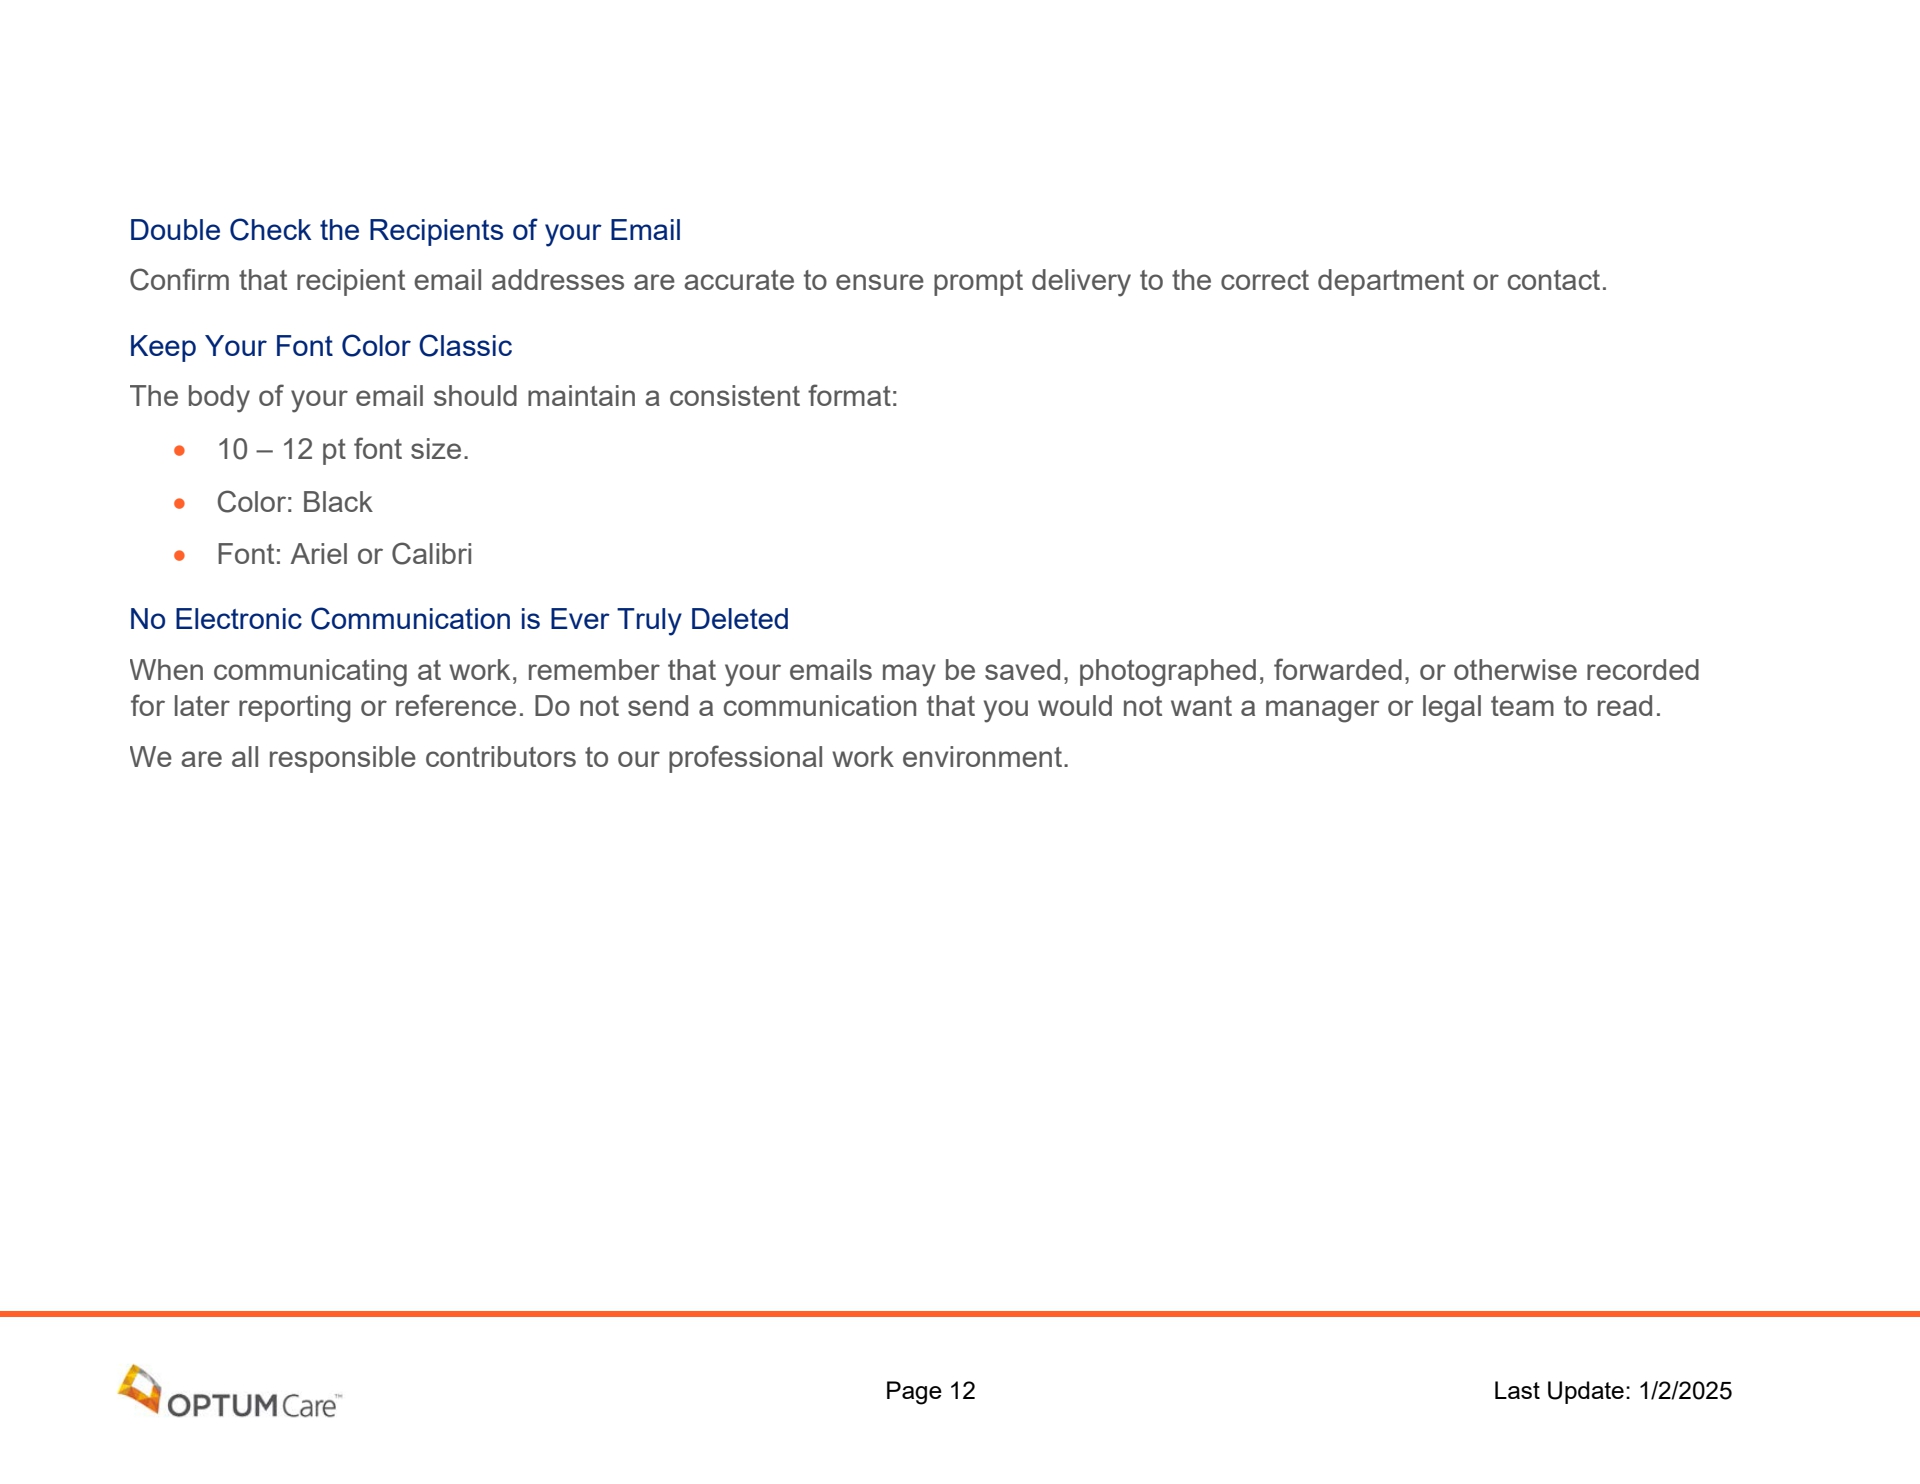 Double Check the Recipients of your Email
Confirm that recipient email addresses are accurate to ensure prompt delivery to the correct department or contact.
Keep Your Font Color Classic
The body of your email should maintain a consistent format:
• 10 – 12 pt font size.
• Color: Black
• Font: Ariel or Calibri
No Electronic Communication is Ever Truly Deleted
When communicating at work, remember that your emails may be saved, photographed, forwarded, or otherwise recorded
for later reporting or reference. Do not send a communication that you would not want a manager or legal team to read.
We are all responsible contributors to our professional work environment.
OPTUMCare™
Page 12
Last Update: 1/2/2025